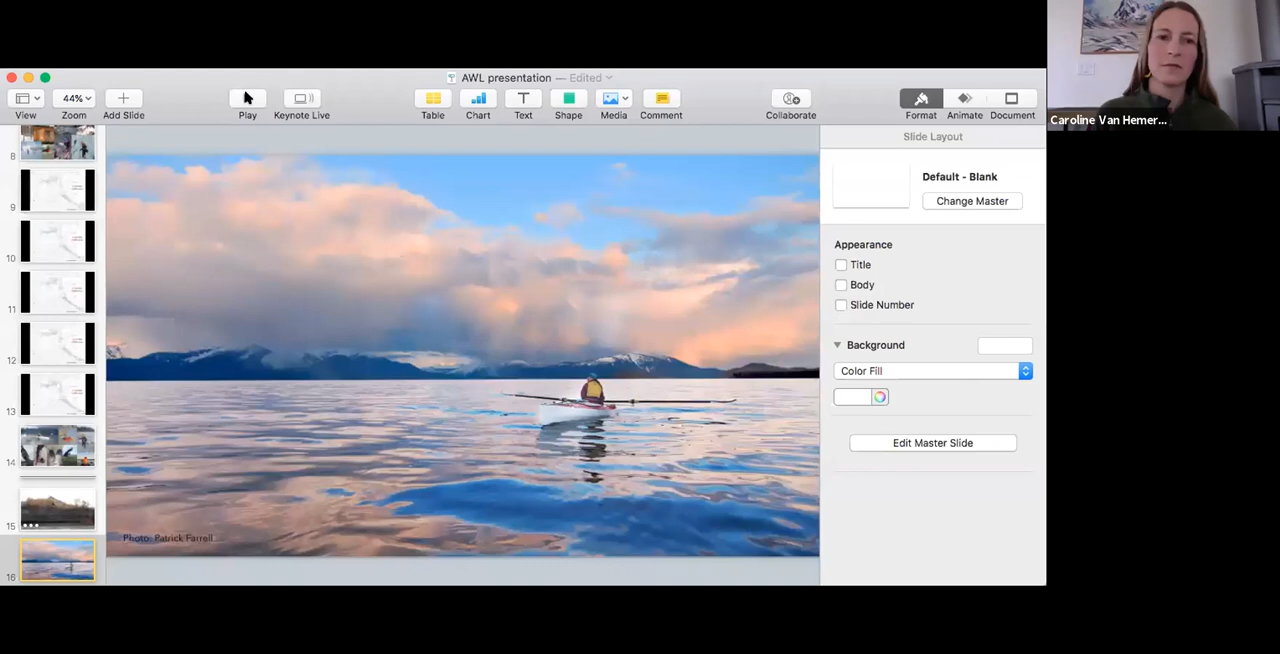 AWL presentation — Edited
View
44%
Zoom
Add Slide
Play
Keynote Live
Table
Chart
Text
Shape
Media
Comment
Collaborate
Format
Animate
Document
Caroline Van Hemer...
Slide Layout
Default - Blank
Change Master
Appearance
Title
Body
Slide Number
Background
Color Fill
Edit Master Slide
8
9
10
11
12
13
14
15
16
Photo: Patrick Farrell